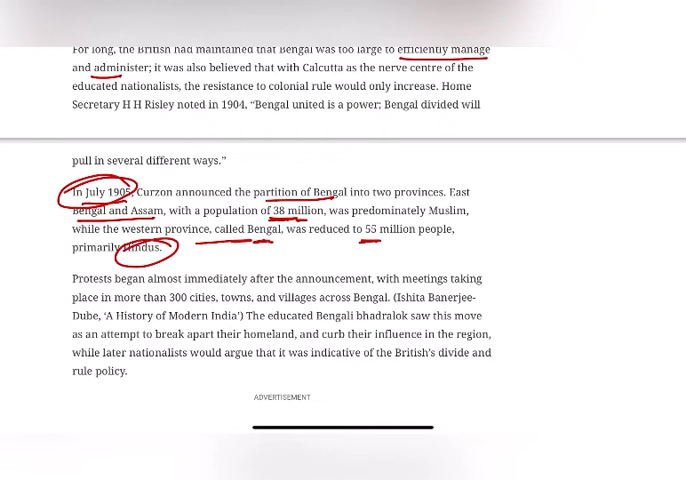 For long, the British had maintained that Bengal was too large to efficiently manage
and administer; it was also believed that with Calcutta as the nerve centre of the
educated nationalists, the resistance to colonial rule would only increase. Home
Secretary H H Risley noted in 1904, “Bengal united is a power; Bengal divided will
pull in several different ways.”
In July 1905, Curzon announced the partition of Bengal into two provinces. East
Bengal and Assam, with a population of 38 million, was predominately Muslim,
while the western province, called Bengal, was reduced to 55 million people,
primarily Hindus.
Protests began almost immediately after the announcement, with meetings taking
place in more than 300 cities, towns, and villages across Bengal. (Ishita Banerjee-
Dube, ‘A History of Modern India’) The educated Bengali bhadralok saw this move
as an attempt to break apart their homeland, and curb their influence in the region,
while later nationalists would argue that it was indicative of the British’s divide and
rule policy.
ADVERTISEMENT